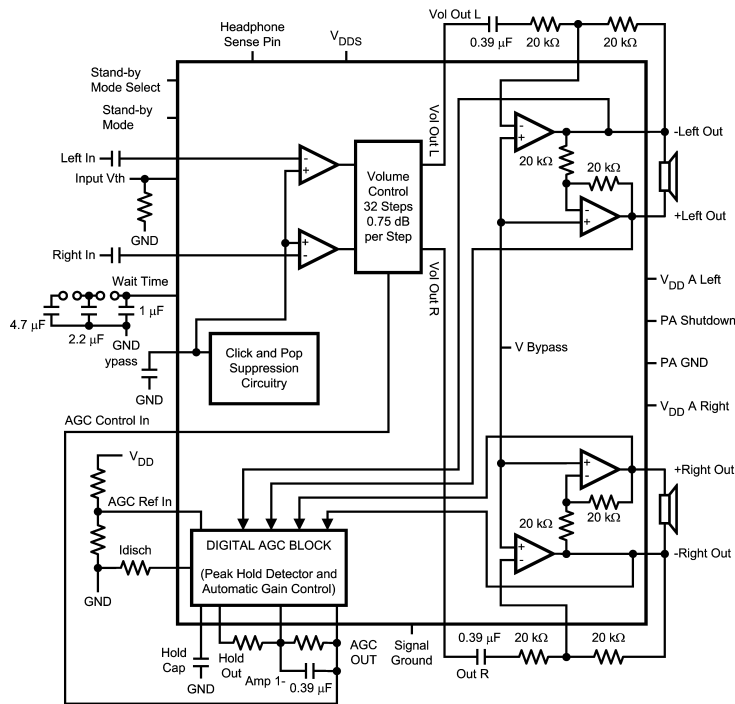 Headphone
Sense Pin
VDDS
Vol Out L
0.39 µF
20 kΩ
20 kΩ
Stand-by
Mode Select
Stand-by
Mode
Left In
Input Vth
GND
Right In
-
+
+
-
Volume
Control
32 Steps
0.75 dB
per Step
Vol Out L
Vol Out R
-
+
20 kΩ
20 kΩ
-
+
-Left Out
+Left Out
Wait Time
4.7 µF
2.2 µF
1 µF
GND
ypass
GND
Click and Pop
Suppression
Circuitry
V Bypass
VDD A Left
PA Shutdown
PA GND
VDD A Right
AGC Control In
VDD
AGC Ref In
Idisch
GND
DIGITAL AGC BLOCK
(Peak Hold Detector and
Automatic Gain Control)
+
-
20 kΩ
20 kΩ
+
-
+Right Out
-Right Out
Hold
Cap
GND
Hold
Out
Amp 1-
0.39 µF
AGC
OUT
Signal
Ground
0.39 µF
Out R
20 kΩ
20 kΩ